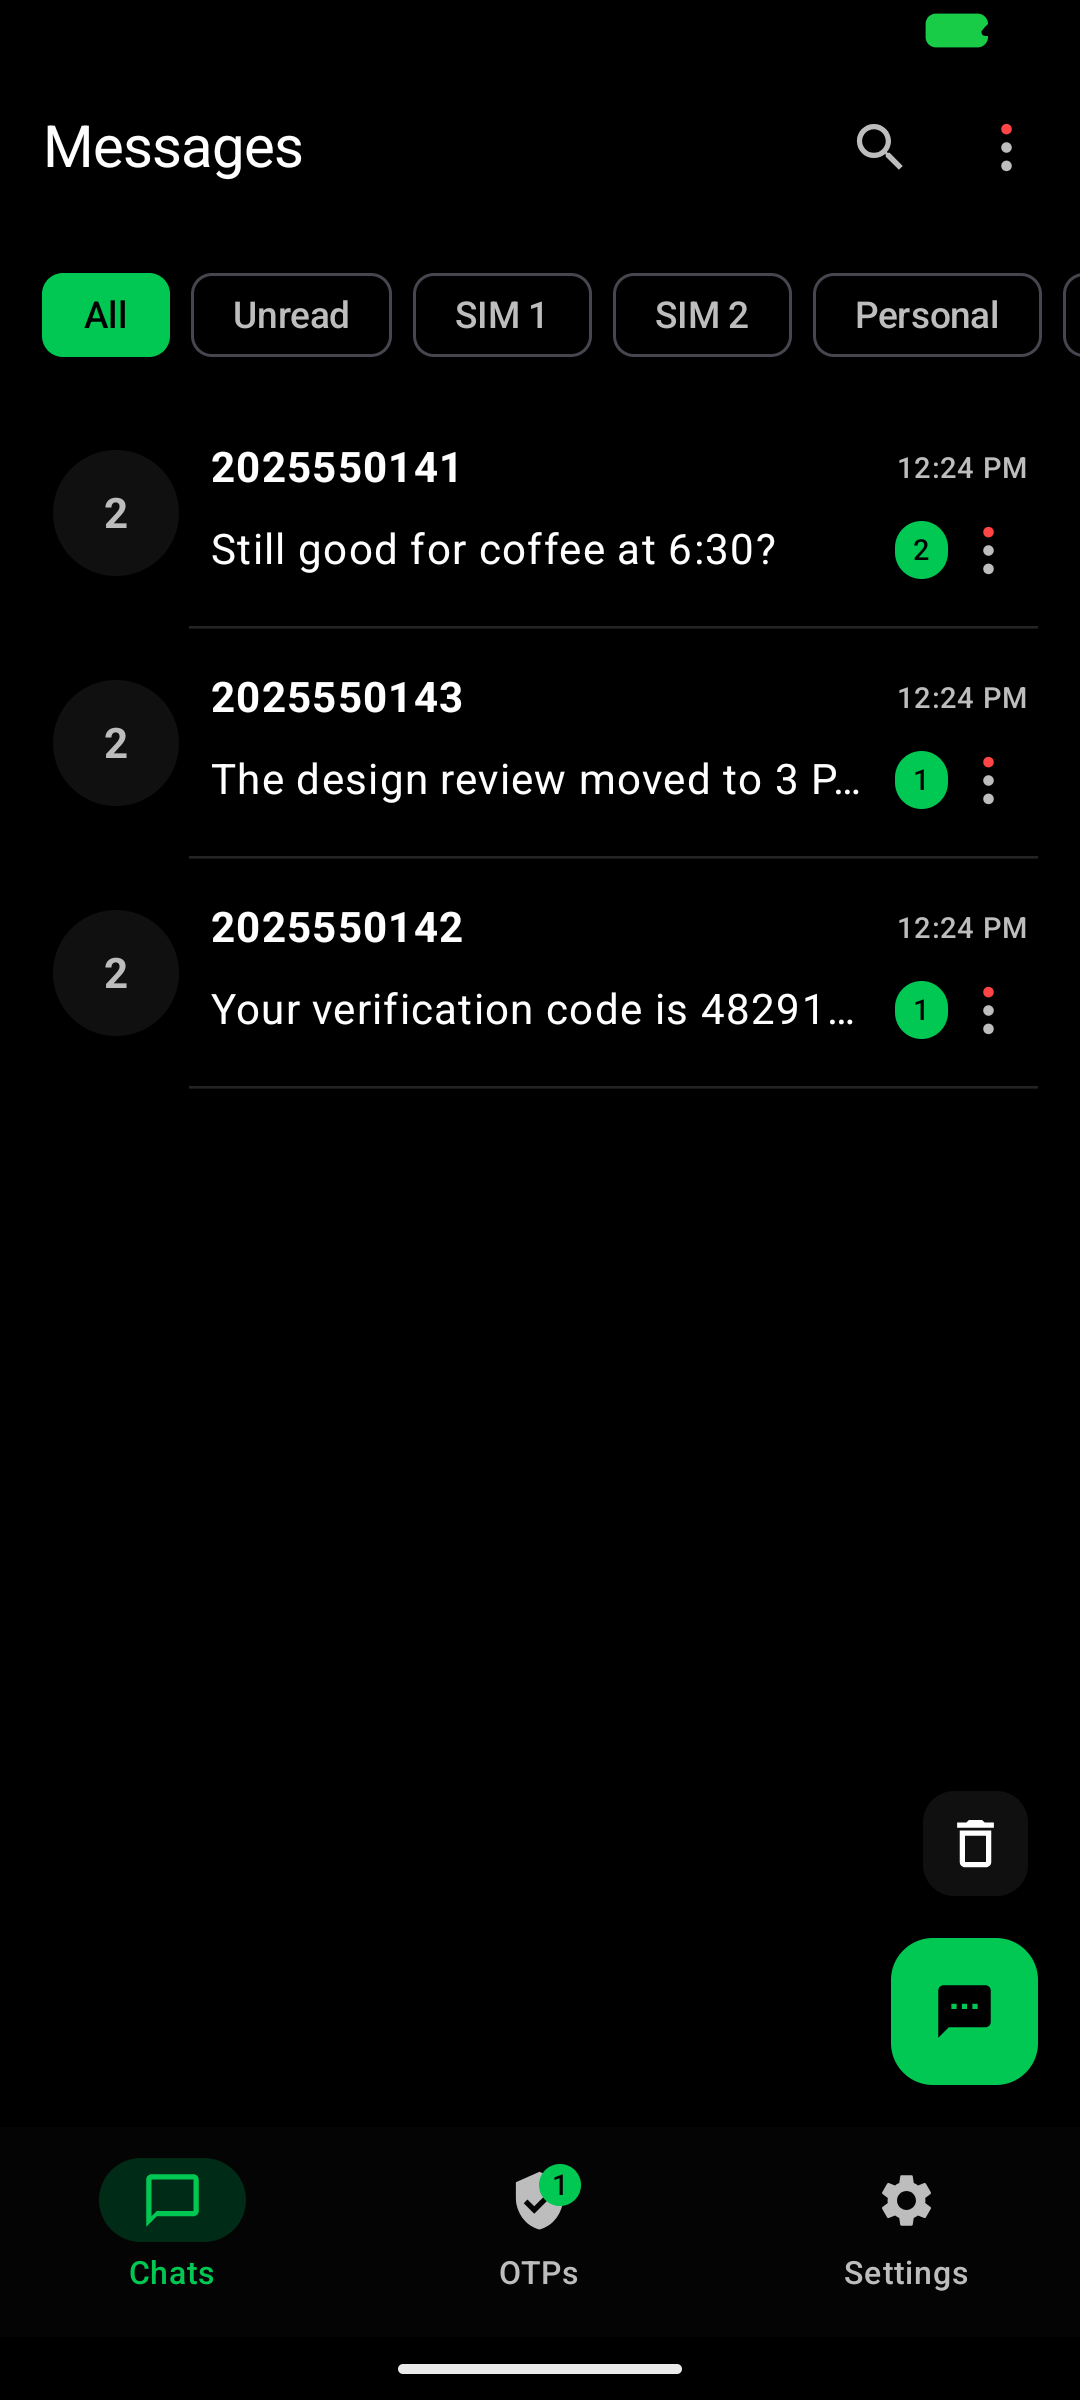 Messages
All Unread SIM 1 SIM 2 Personal
2
2025550141 12:24 PM
Still good for coffee at 6:30? 2
2
2025550143 12:24 PM
The design review moved to 3 P... 1
2
2025550142 12:24 PM
Your verification code is 48291... 1
1
Chats OTPs Settings